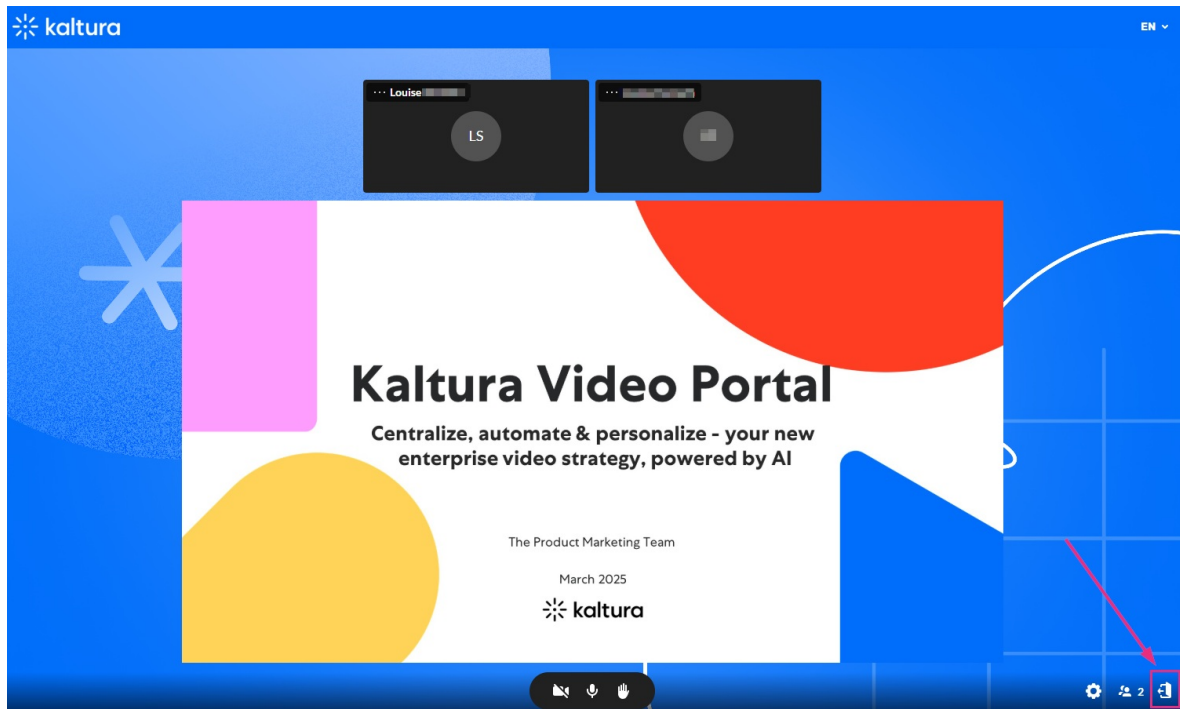 kaltura
EN
··· Louise
···
LS
Kaltura Video Portal
Centralize, automate & personalize - your new
enterprise video strategy, powered by AI
The Product Marketing Team
March 2025
kaltura
2